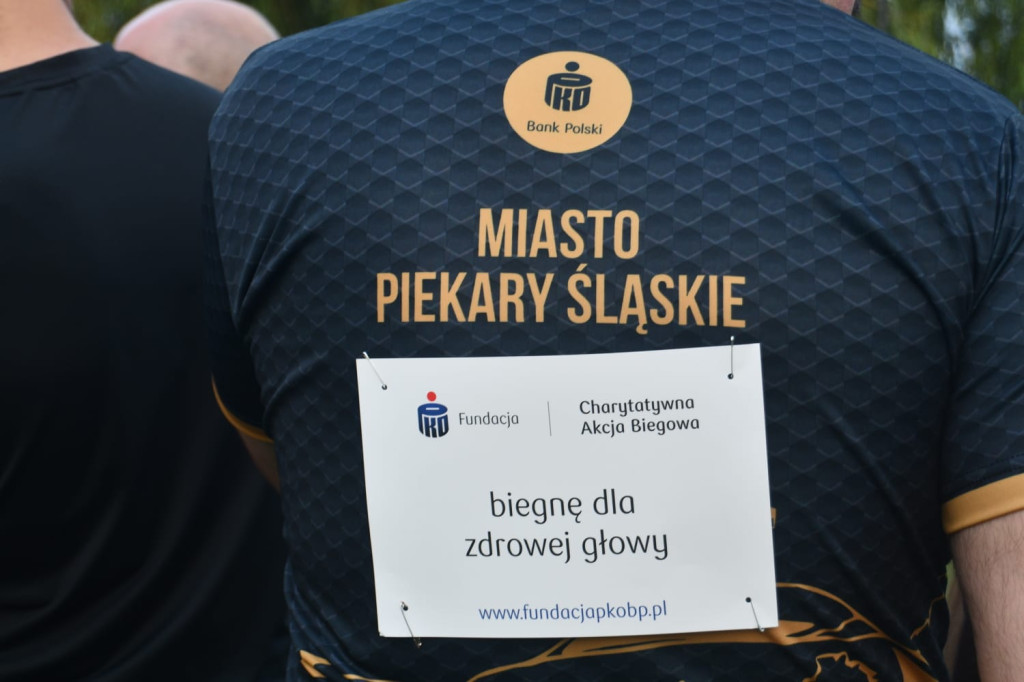 PKO
Bank Polski
MIASTO
PIEKARY ŚLĄSKIE
PKO Fundacja
Charytatywna
Akcja Biegowa
biegnę dla
zdrowej głowy
www.fundacjapkobp.pl